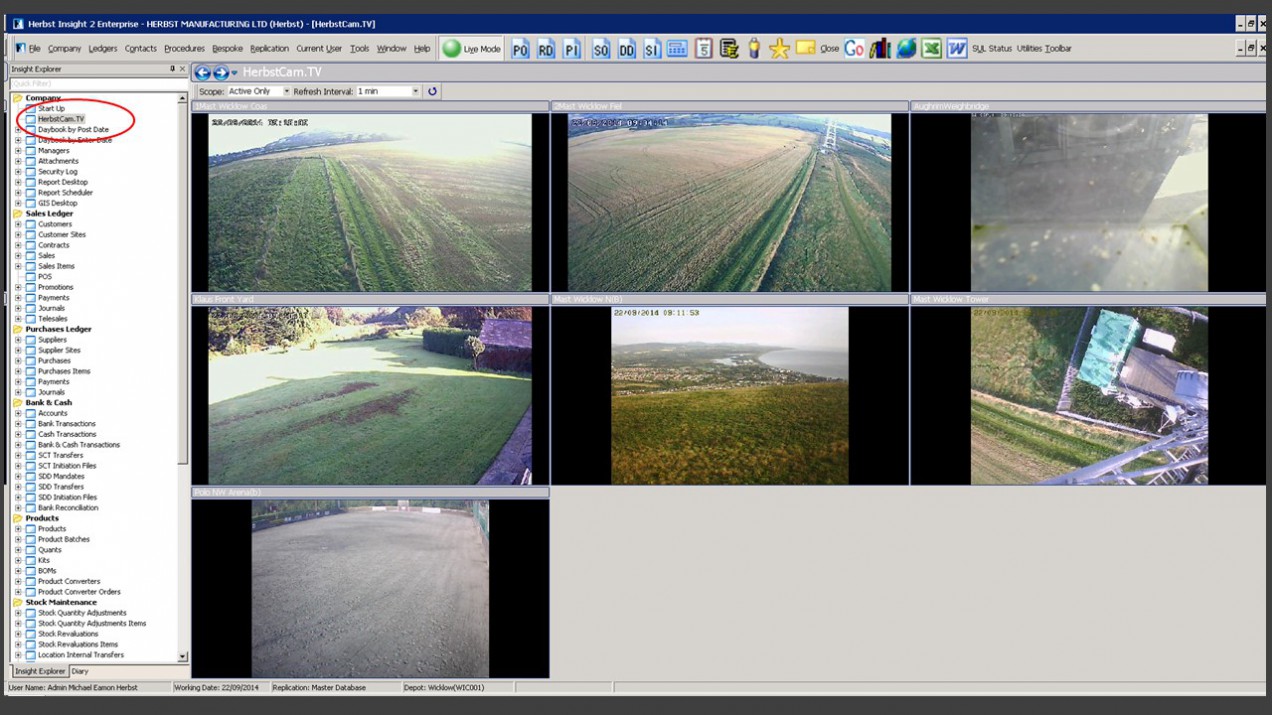 Herbst Insight 2 Enterprise - HERBST MANUFACTURING LTD (Herbst) - [HerbstCam.TV]
File Company Ledgers Contacts Procedures Bespoke Replication Current User Tools Window Help Live Mode PO RD PI SO DD SI 5 Close Go X W SQL Status Utilities Toolbar
Insight Explorer
HerbstCam.TV
(Quick Filter)
Scope: Active Only Refresh Interval: 1 min
Company
Start Up
HerbstCam.TV
Daybook by Post Date
Daybook by Enter Date
Managers
Attachments
Security Log
Report Desktop
Report Scheduler
GIS Desktop
Sales Ledger
Customers
Customer Sites
Contracts
Sales
Sales Items
POS
Promotions
Payments
Journals
Telesales
Purchases Ledger
Suppliers
Supplier Sites
Purchases
Purchases Items
Payments
Journals
Bank & Cash
Accounts
Bank Transactions
Cash Transactions
Bank & Cash Transactions
SCT Transfers
SCT Initiation Files
SDD Mandates
SDD Transfers
SDD Initiation Files
Bank Reconciliation
Products
Products
Product Batches
Quants
Kits
BOMs
Product Converters
Product Converter Orders
Stock Maintenance
Stock Quantity Adjustments
Stock Quantity Adjustments Items
Stock Revaluations
Stock Revaluations Items
Location Internal Transfers
Insight Explorer Diary
1Mast Wicklow Coas
2Mast Wicklow Fiel
AughrimWeighbridge
Klaus Front Yard
Mast Wicklow N(B)
Mast Wicklow Tower
22/09/2014 09:11:53
Polo NW Arena(b)
User Name: Admin Michael Eamon Herbst Working Date: 22/09/2014 Replication: Master Database Depot: Wicklow(WIC001)